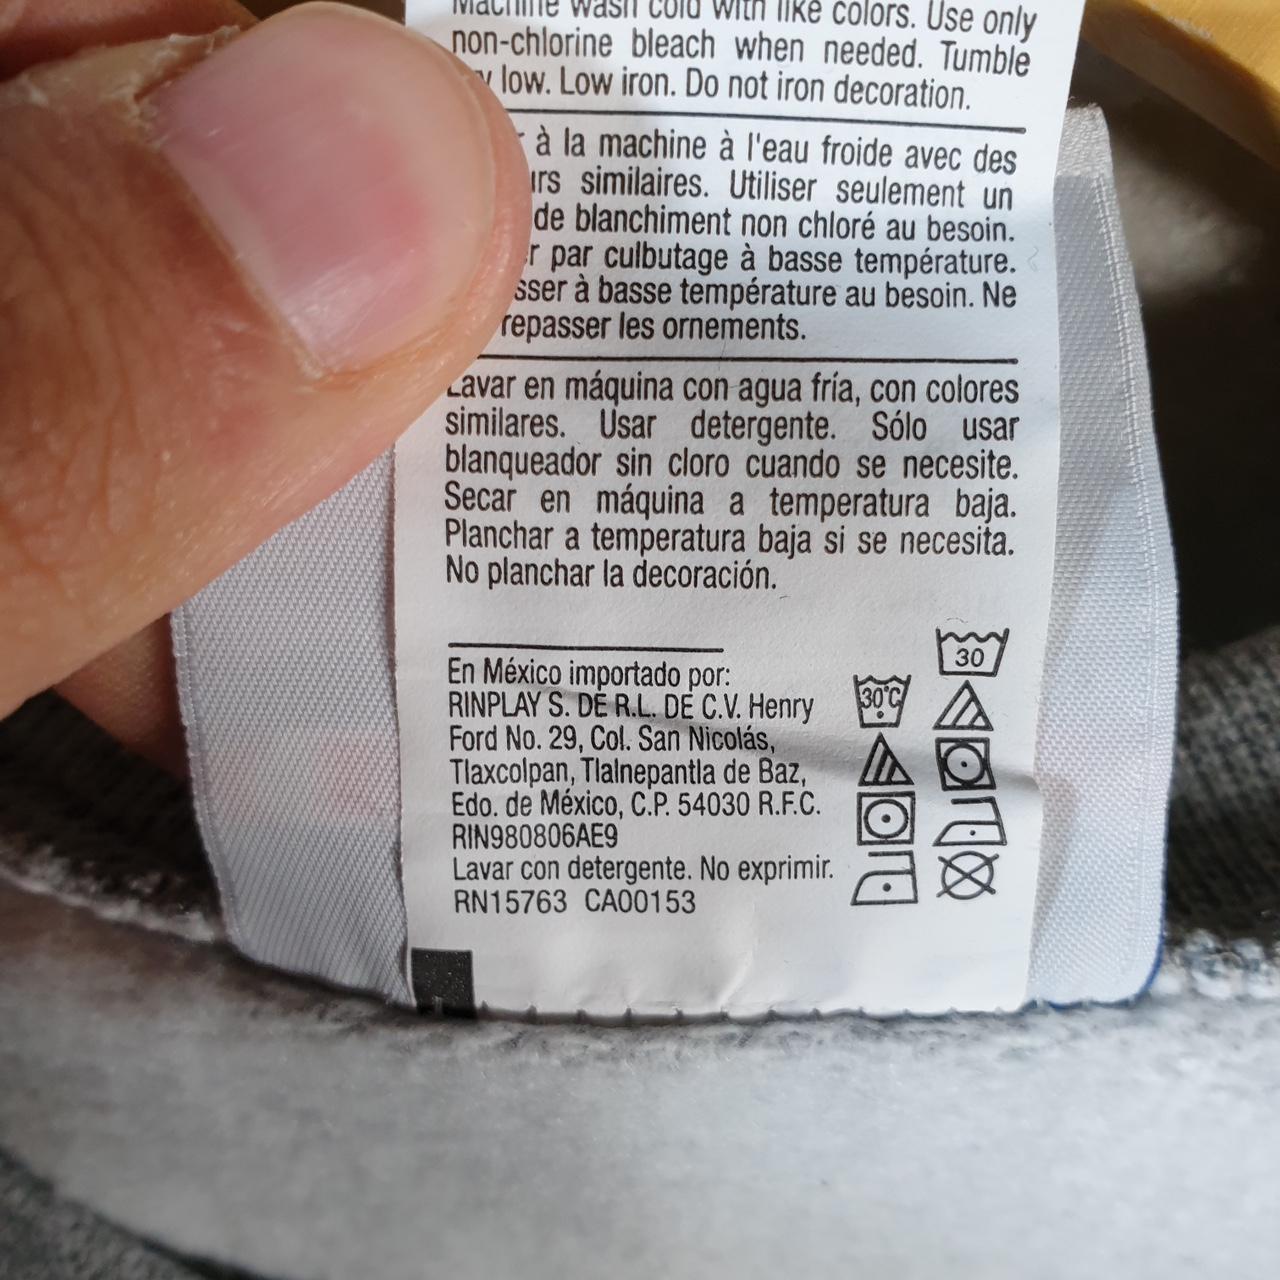 Machine wash cold with like colors. Use only
non-chlorine bleach when needed. Tumble
low. Low iron. Do not iron decoration.
à la machine à l'eau froide avec des
similaires. Utiliser seulement un
de blanchiment non chloré au besoin.
par culbutage à basse température.
à basse température au besoin. Ne
repasser les ornements.
Lavar en máquina con agua fría, con colores
similares. Usar detergente. Sólo usar
blanqueador sin cloro cuando se necesite.
Secar en máquina a temperatura baja.
Planchar a temperatura baja si se necesita.
No planchar la decoración.
En México importado por:
RINPLAY S. DE R.L. DE C.V. Henry
Ford No. 29, Col. San Nicolás,
Tlaxcolpan, Tlalnepantla de Baz,
Edo. de México, C.P. 54030 R.F.C.
RIN980806AE9
Lavar con detergente. No exprimir.
RN15763 CA00153
30°C
30